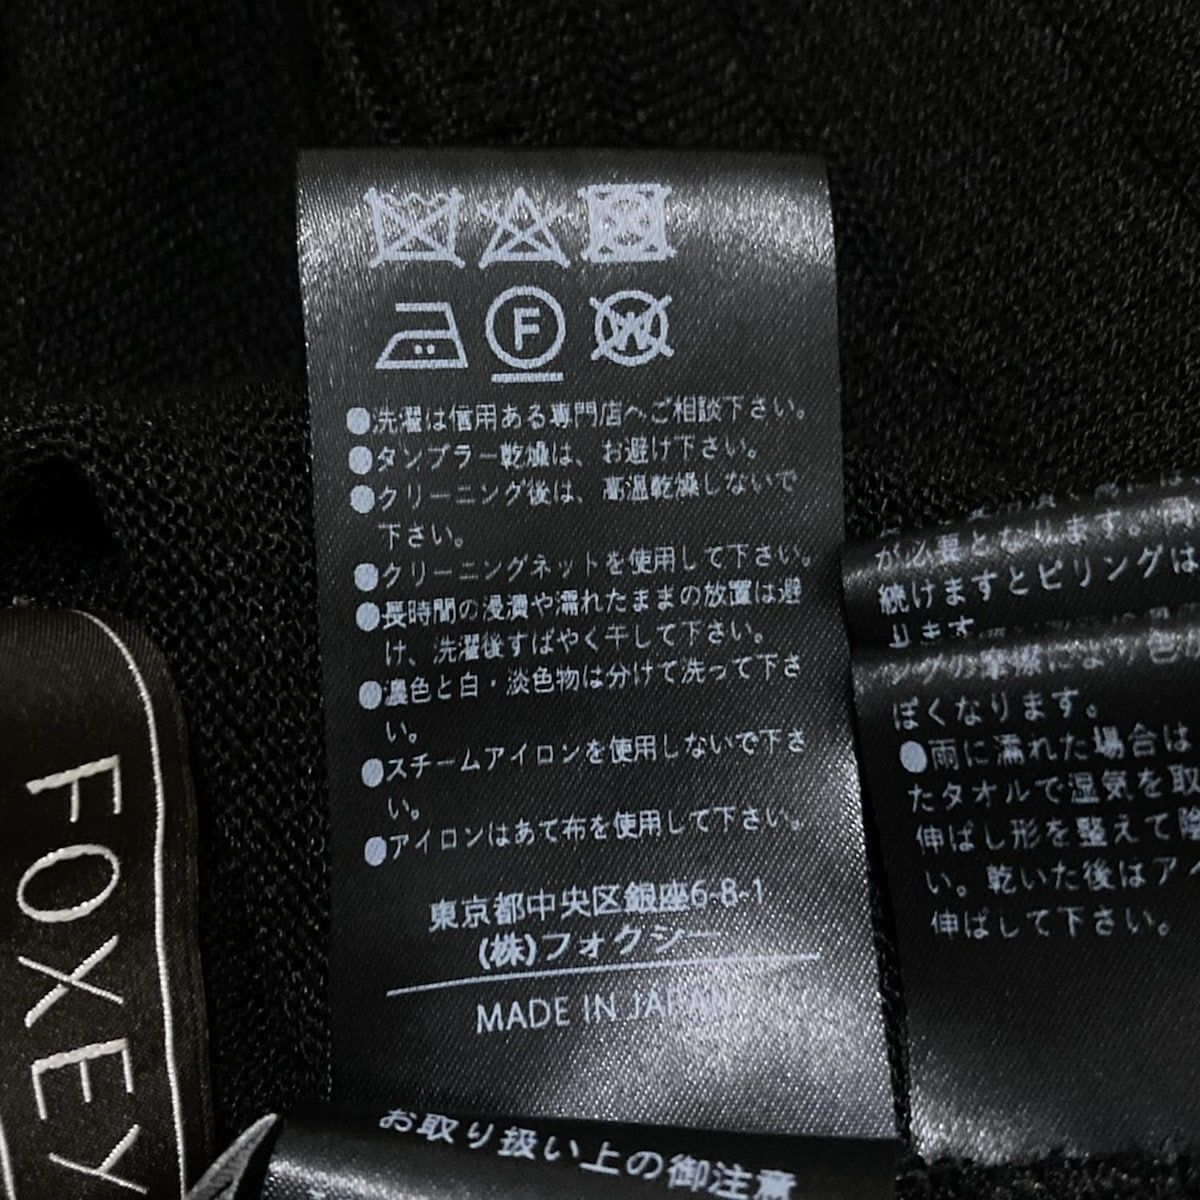 F
W
●洗濯は信用ある専門店へご相談下さい。
●タンブラー乾燥は、お避け下さい。
●クリーニング後は、高温乾燥しないで
下さい。
●クリーニングネットを使用して下さい。
●長時間の浸漬や濡れたままの放置は避
け、洗濯後すばやく干して下さい。
●濃色と白・淡色物は分けて洗って下さ
い。
●スチームアイロンを使用しないで下さ
い。
●アイロンはあて布を使用して下さい。
東京都中央区銀座6-8-1
(株)フォクシー
MADE IN JAPAN
FOXEY
が必要となります。
続けますとピリングは
ります。
ぽくなります。
●雨に濡れた場合は
たタオルで湿気を取
伸ばし形を整えて陰
い。乾いた後はアイ
伸ばして下さい。
お取り扱い上の御注意